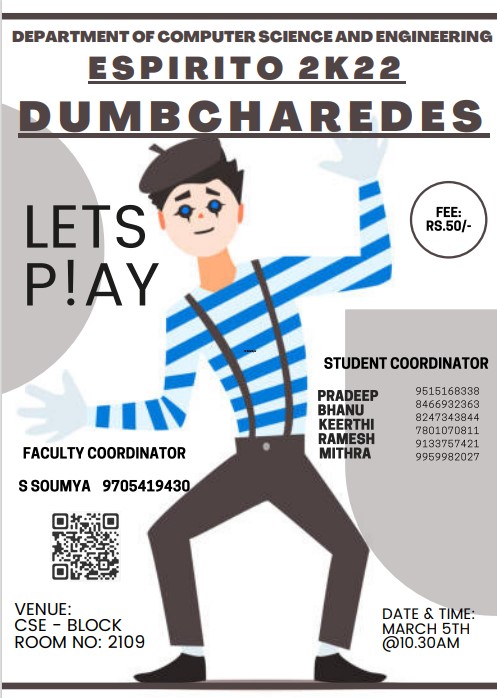 DEPARTMENT OF COMPUTER SCIENCE AND ENGINEERING
ESPIRITO 2K22
DUMBCHAREDES
LETS
P!AY
FEE:
RS.50/-
STUDENT COORDINATOR
PRADEEP 9515168338
BHANU 8466932363
KEERTHI 8247343844
RAMESH 7801070811
MITHRA 9133757421
9959982027
FACULTY COORDINATOR
S SOUMYA 9705419430
VENUE:
CSE - BLOCK
ROOM NO: 2109
DATE & TIME:
MARCH 5TH
@10.30AM